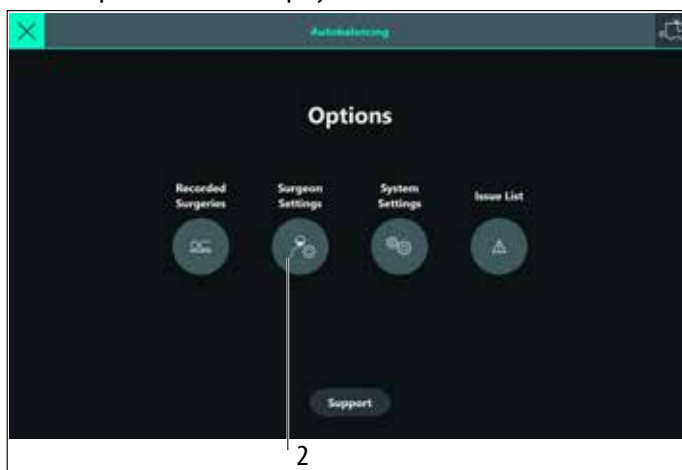 Autobalancing
Options
Recorded
Surgeries
Surgeon
Settings
System
Settings
Issue List
Support
2